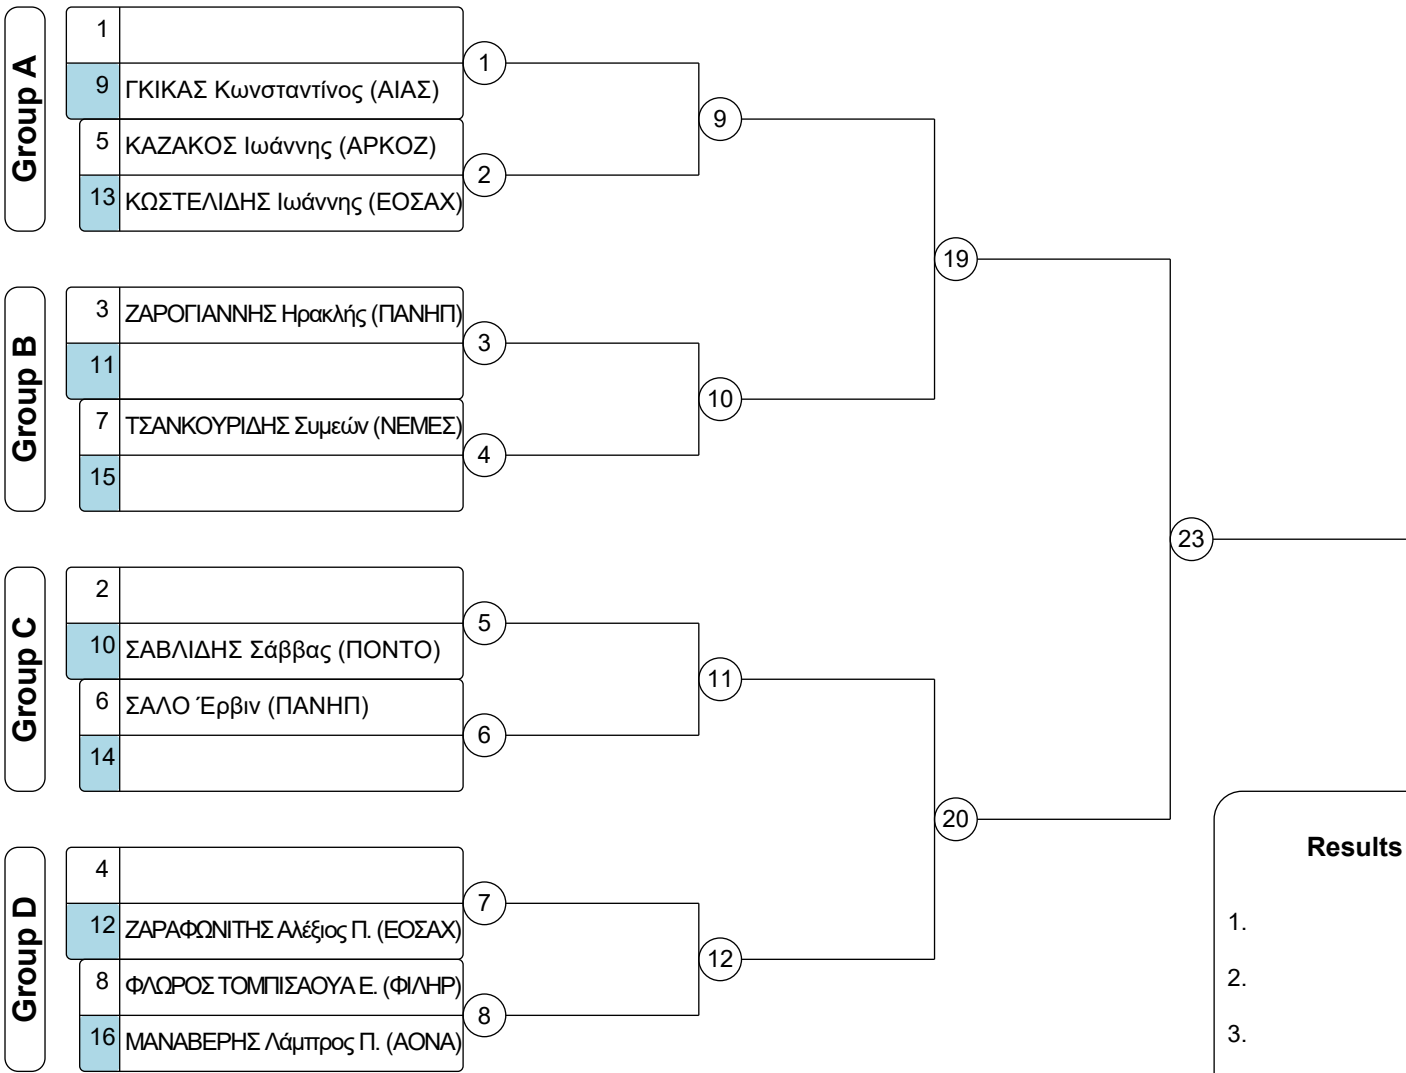 Group A
1
9 ΓΚΙΚΑΣ Κωνσταντίνος (ΑΙΑΣ)
5 ΚΑΖΑΚΟΣ Ιωάννης (ΑΡΚΟΖ)
13 ΚΩΣΤΕΛΙΔΗΣ Ιωάννης (ΕΟΣΑΧ)
1
2
9
Group B
3 ΖΑΡΟΓΙΑΝΝΗΣ Ηρακλής (ΠΑΝΗΠ)
11
7 ΤΣΑΝΚΟΥΡΙΔΗΣ Συμεών (ΝΕΜΕΣ)
15
3
4
10
19
Group C
2
10 ΣΑΒΛΙΔΗΣ Σάββας (ΠΟΝΤΟ)
6 ΣΑΛΟ Έρβιν (ΠΑΝΗΠ)
14
5
6
11
Group D
4
12 ΖΑΡΑΦΩΝΙΤΗΣ Αλέξιος Π. (ΕΟΣΑΧ)
8 ΦΛΩΡΟΣ ΤΟΜΠΙΣΑΟΥΑ Ε. (ΦΙΛΗΡ)
16 ΜΑΝΑΒΕΡΗΣ Λάμπρος Π. (ΑΟΝΑ)
7
8
12
20
23
Results
1.
2.
3.